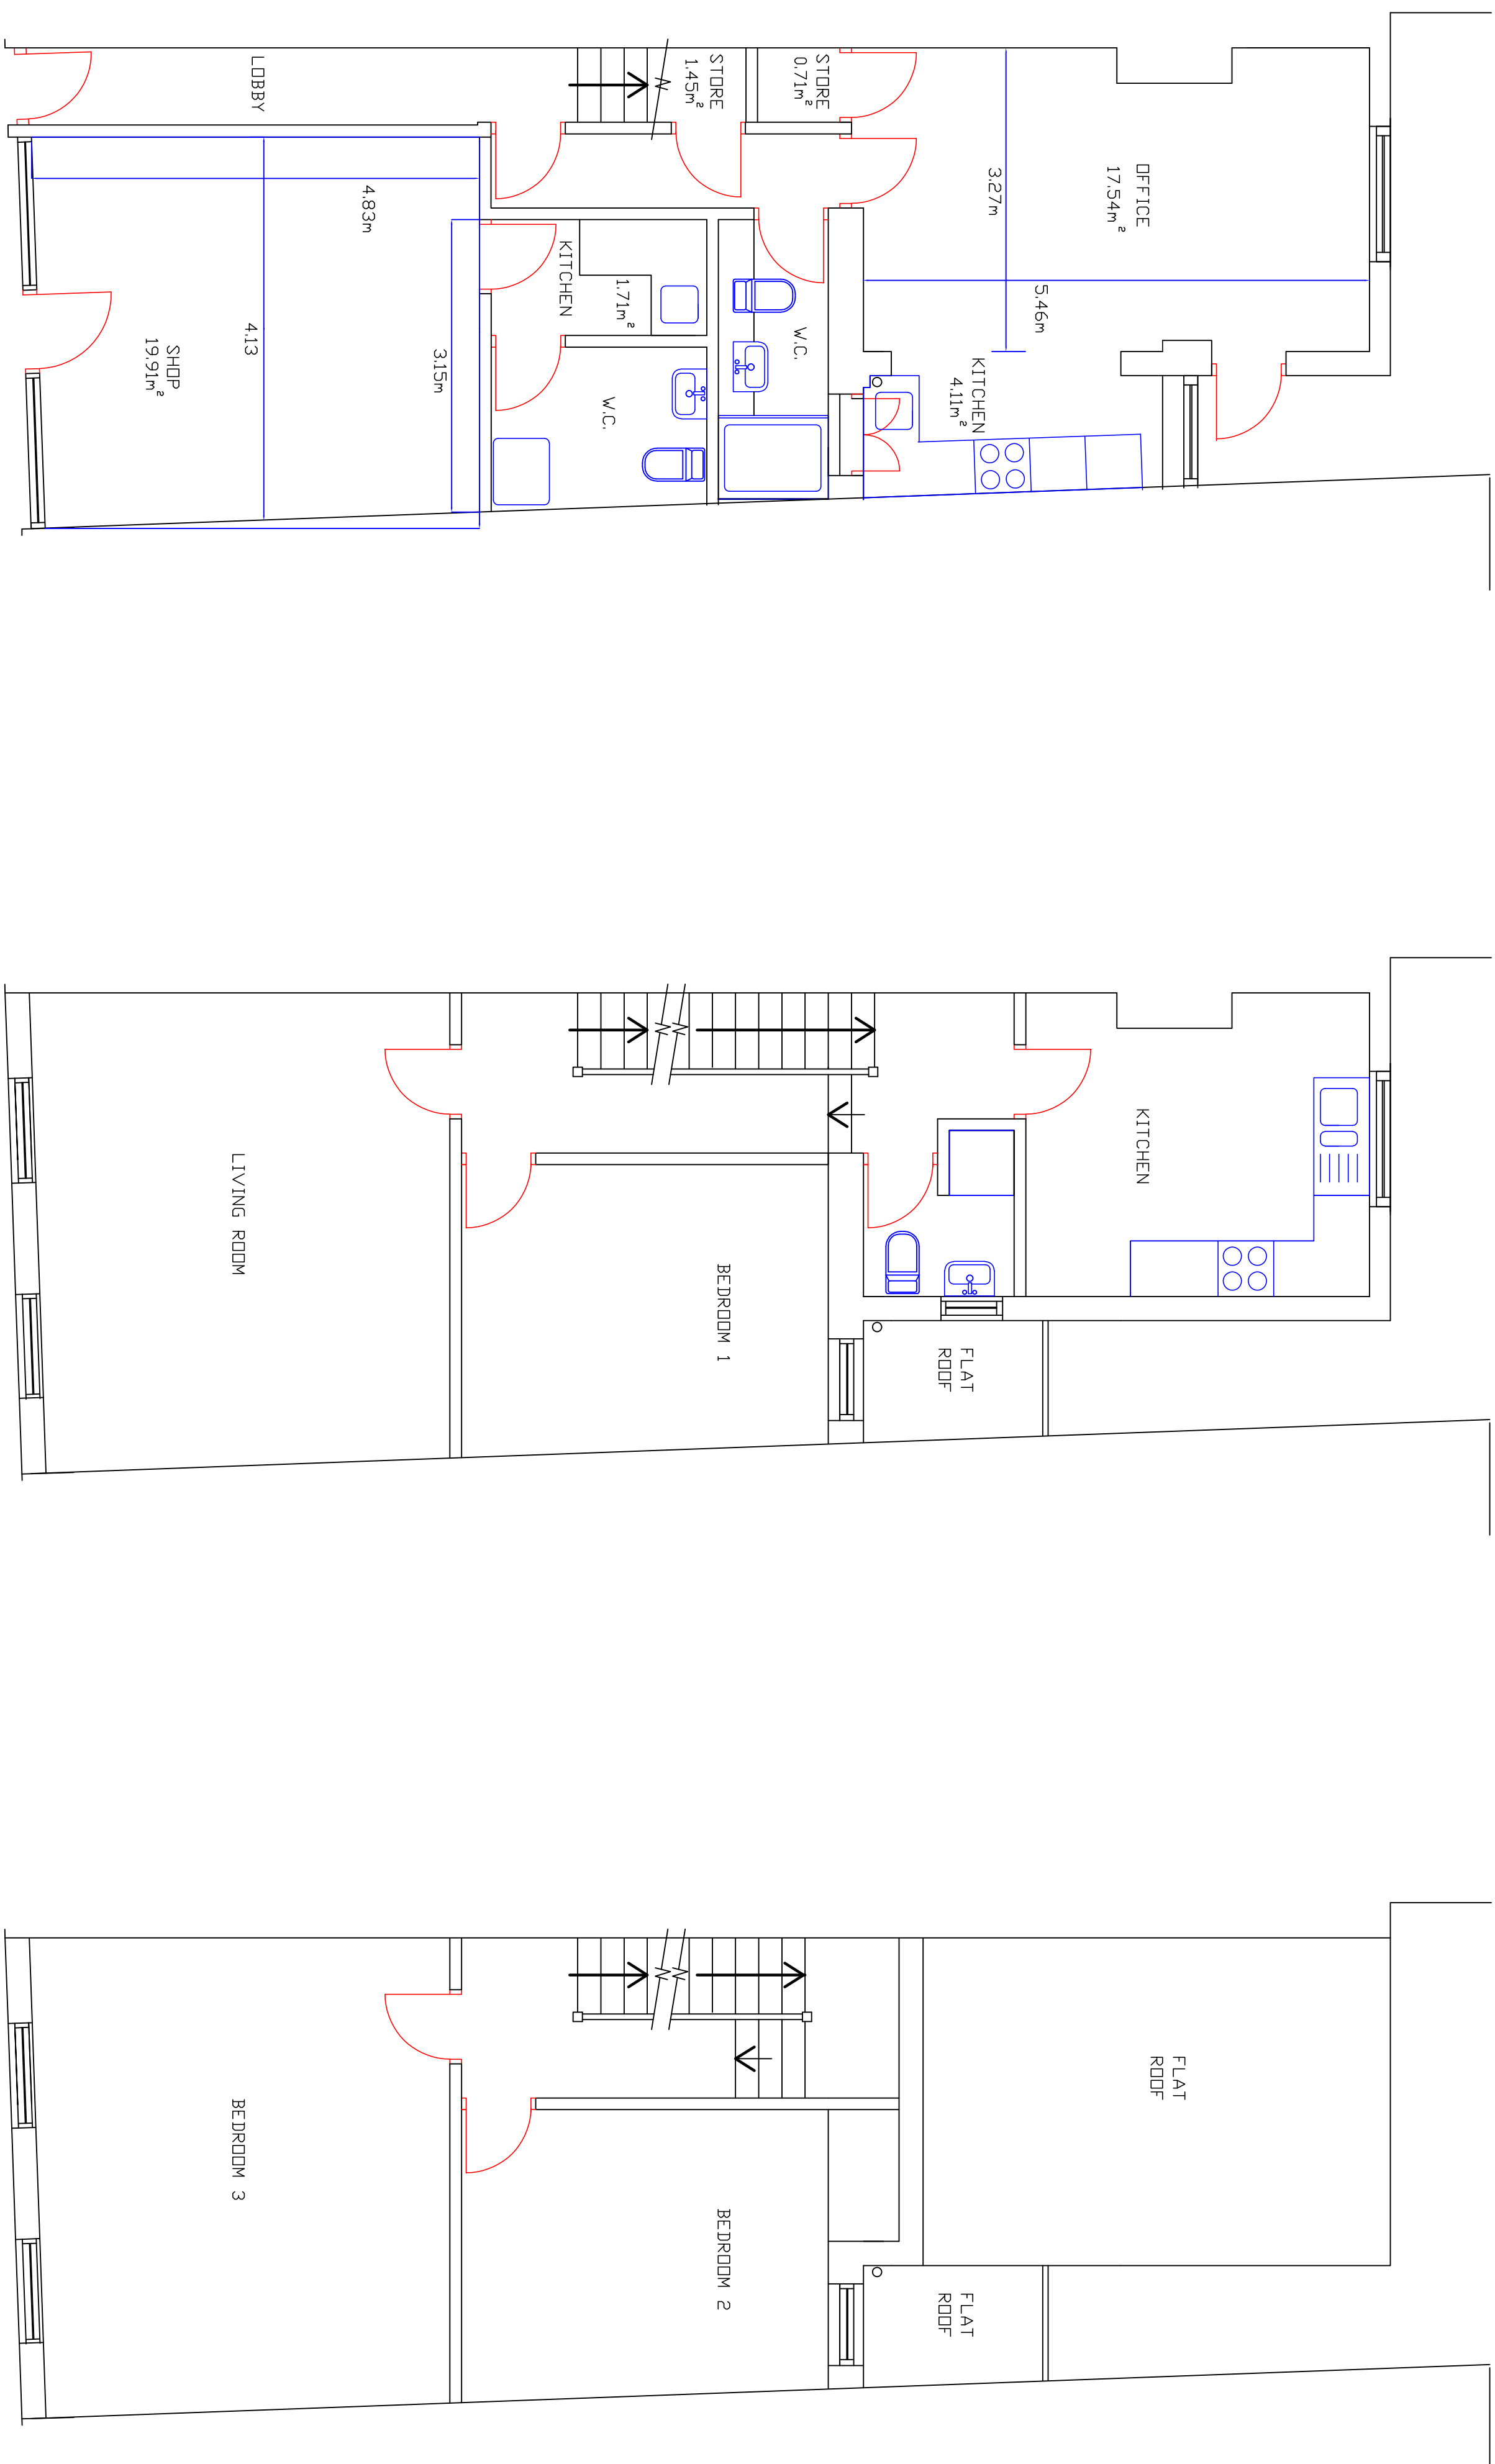 OFFICE
17.54m²
3.27m
5.46m
STORE
0.71m²
STORE
1.45m²
KITCHEN
4.11m²
W.C.
KITCHEN
1.71m²
W.C.
LOBBY
4.83m
4.13
3.15m
SHOP
19.91m²
KITCHEN
FLAT
ROOF
BEDROOM 1
LIVING ROOM
FLAT
ROOF
FLAT
ROOF
BEDROOM 2
BEDROOM 3